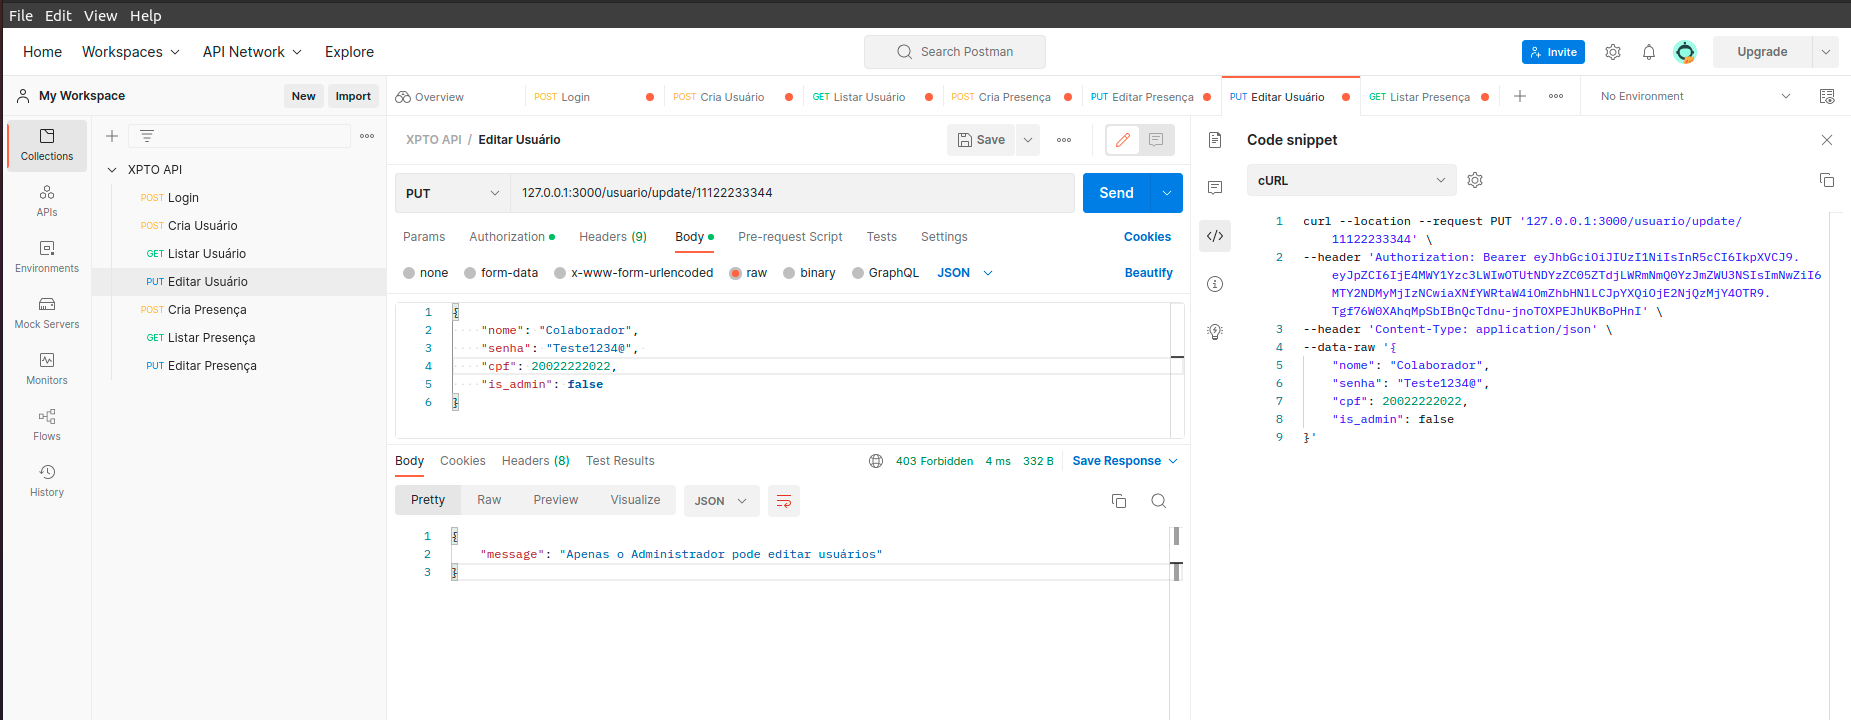 File Edit View Help
Home Workspaces API Network Explore Search Postman Invite Upgrade
My Workspace New Import
Overview POST Login POST Cria Usuário GET Listar Usuário POST Cria Presença PUT Editar Presença PUT Editar Usuário GET Listar Presença No Environment
Collections
APIs
Environments
Mock Servers
Monitors
Flows
History
XPTO API
POST Login
POST Cria Usuário
GET Listar Usuário
PUT Editar Usuário
POST Cria Presença
GET Listar Presença
PUT Editar Presença
XPTO API / Editar Usuário Save
PUT 127.0.0.1:3000/usuario/update/11122233344 Send
Params Authorization Headers (9) Body Pre-request Script Tests Settings Cookies
none form-data x-www-form-urlencoded raw binary GraphQL JSON Beautify
1 {
2 "nome": "Colaborador",
3 "senha": "Teste1234@",
4 "cpf": 20022222022,
5 "is_admin": false
6 }
Body Cookies Headers (8) Test Results 403 Forbidden 4 ms 332 B Save Response
Pretty Raw Preview Visualize JSON
1 {
2 "message": "Apenas o Administrador pode editar usuários"
3 }
Code snippet
cURL
1 curl --location --request PUT '127.0.0.1:3000/usuario/update/
11122233344' \
2 --header 'Authorization: Bearer eyJhbGciOiJIUzI1NiIsInR5cCI6IkpXVCJ9.
eyJpZCI6IjE4MWY1Yzc3LWIwOTUtNDYzZC05ZTdjLWRmNmQ0YzJmZWU3NSIsImNwZiI6
MTY2NDMyMjIzNCwiaXNfYWRtaW4iOmZhbHNlLCJpYXQiOjE2NjQzMjY4OTR9.
Tgf76W0XAhqMpSbIBnQcTdnu-jnoTOXPEJhUKBoPHnI' \
3 --header 'Content-Type: application/json' \
4 --data-raw '{
5 "nome": "Colaborador",
6 "senha": "Teste1234@",
7 "cpf": 20022222022,
8 "is_admin": false
9 }'